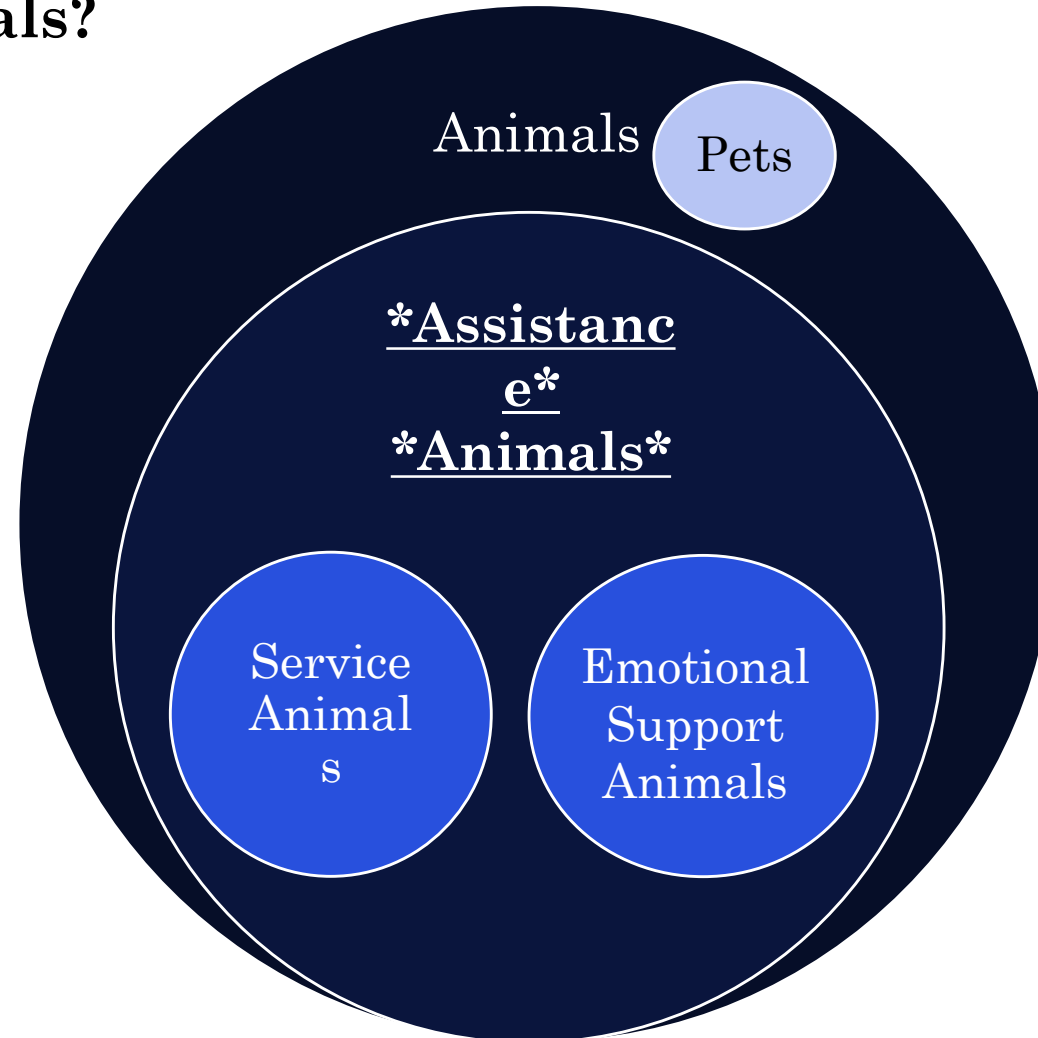 als?
Animals
Pets
*Assistanc
e*
*Animals*
Service
Animal
s
Emotional
Support
Animals